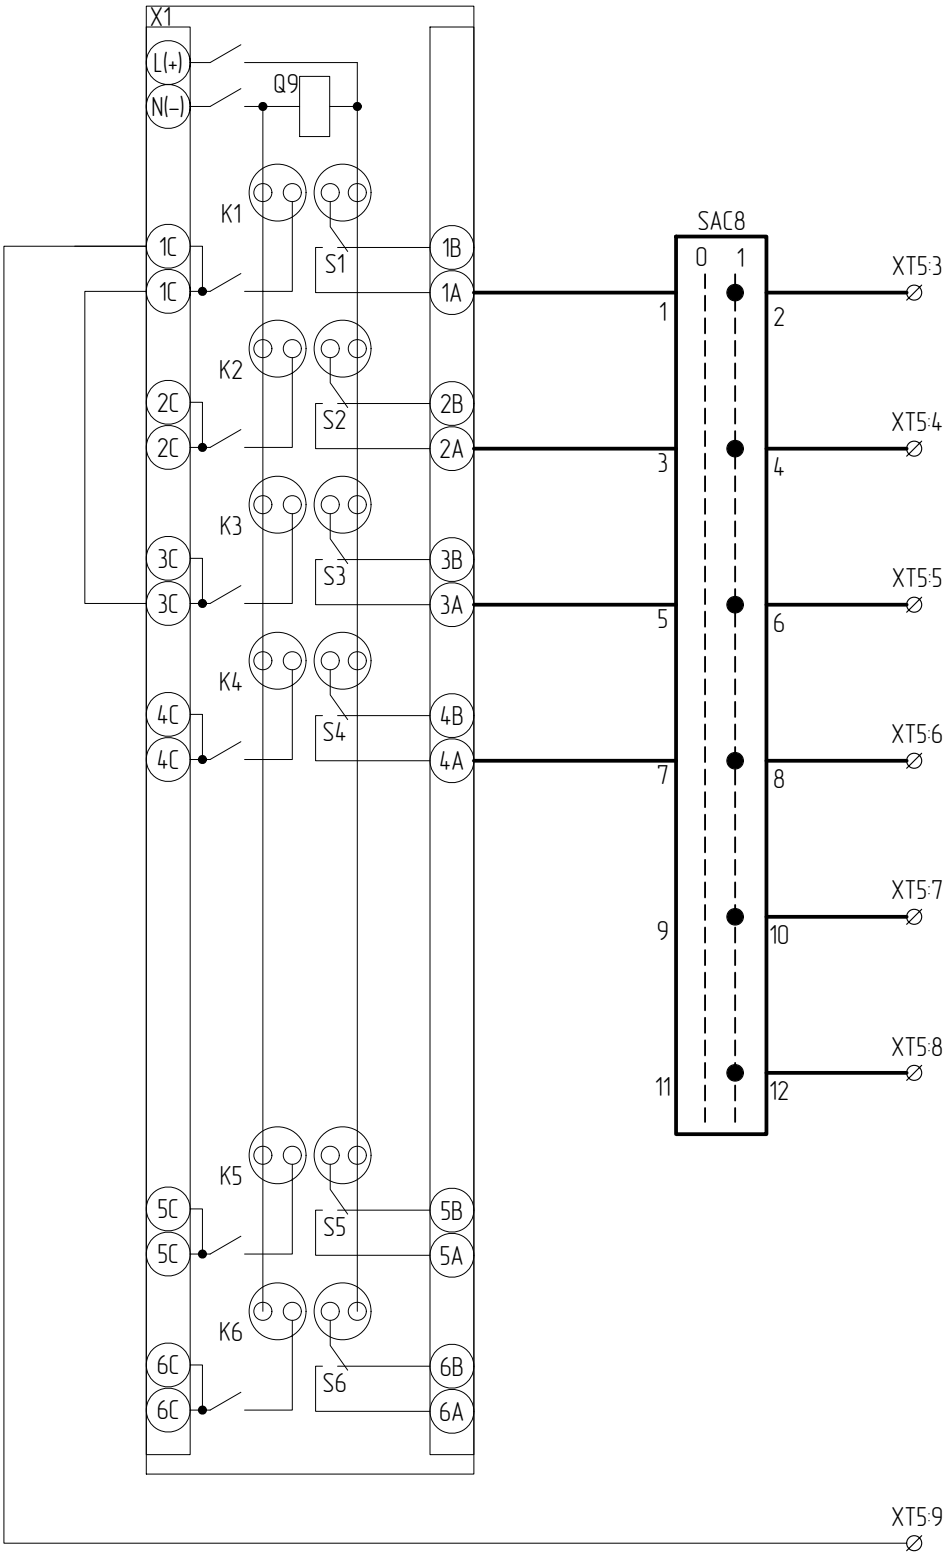 X1
L(+)
Q9
N(–)
K1
SAC8
1C
S1
1B
0 1
XT5:3
1C
1A
1
2
K2
2C
S2
2B
XT5:4
2C
2A
3
4
K3
3C
S3
3B
XT5:5
3C
3A
5
6
K4
4C
S4
4B
XT5:6
4C
4A
7
8
XT5:7
9
10
XT5:8
11
12
K5
5C
S5
5B
5C
5A
K6
6C
S6
6B
6C
6A
XT5:9